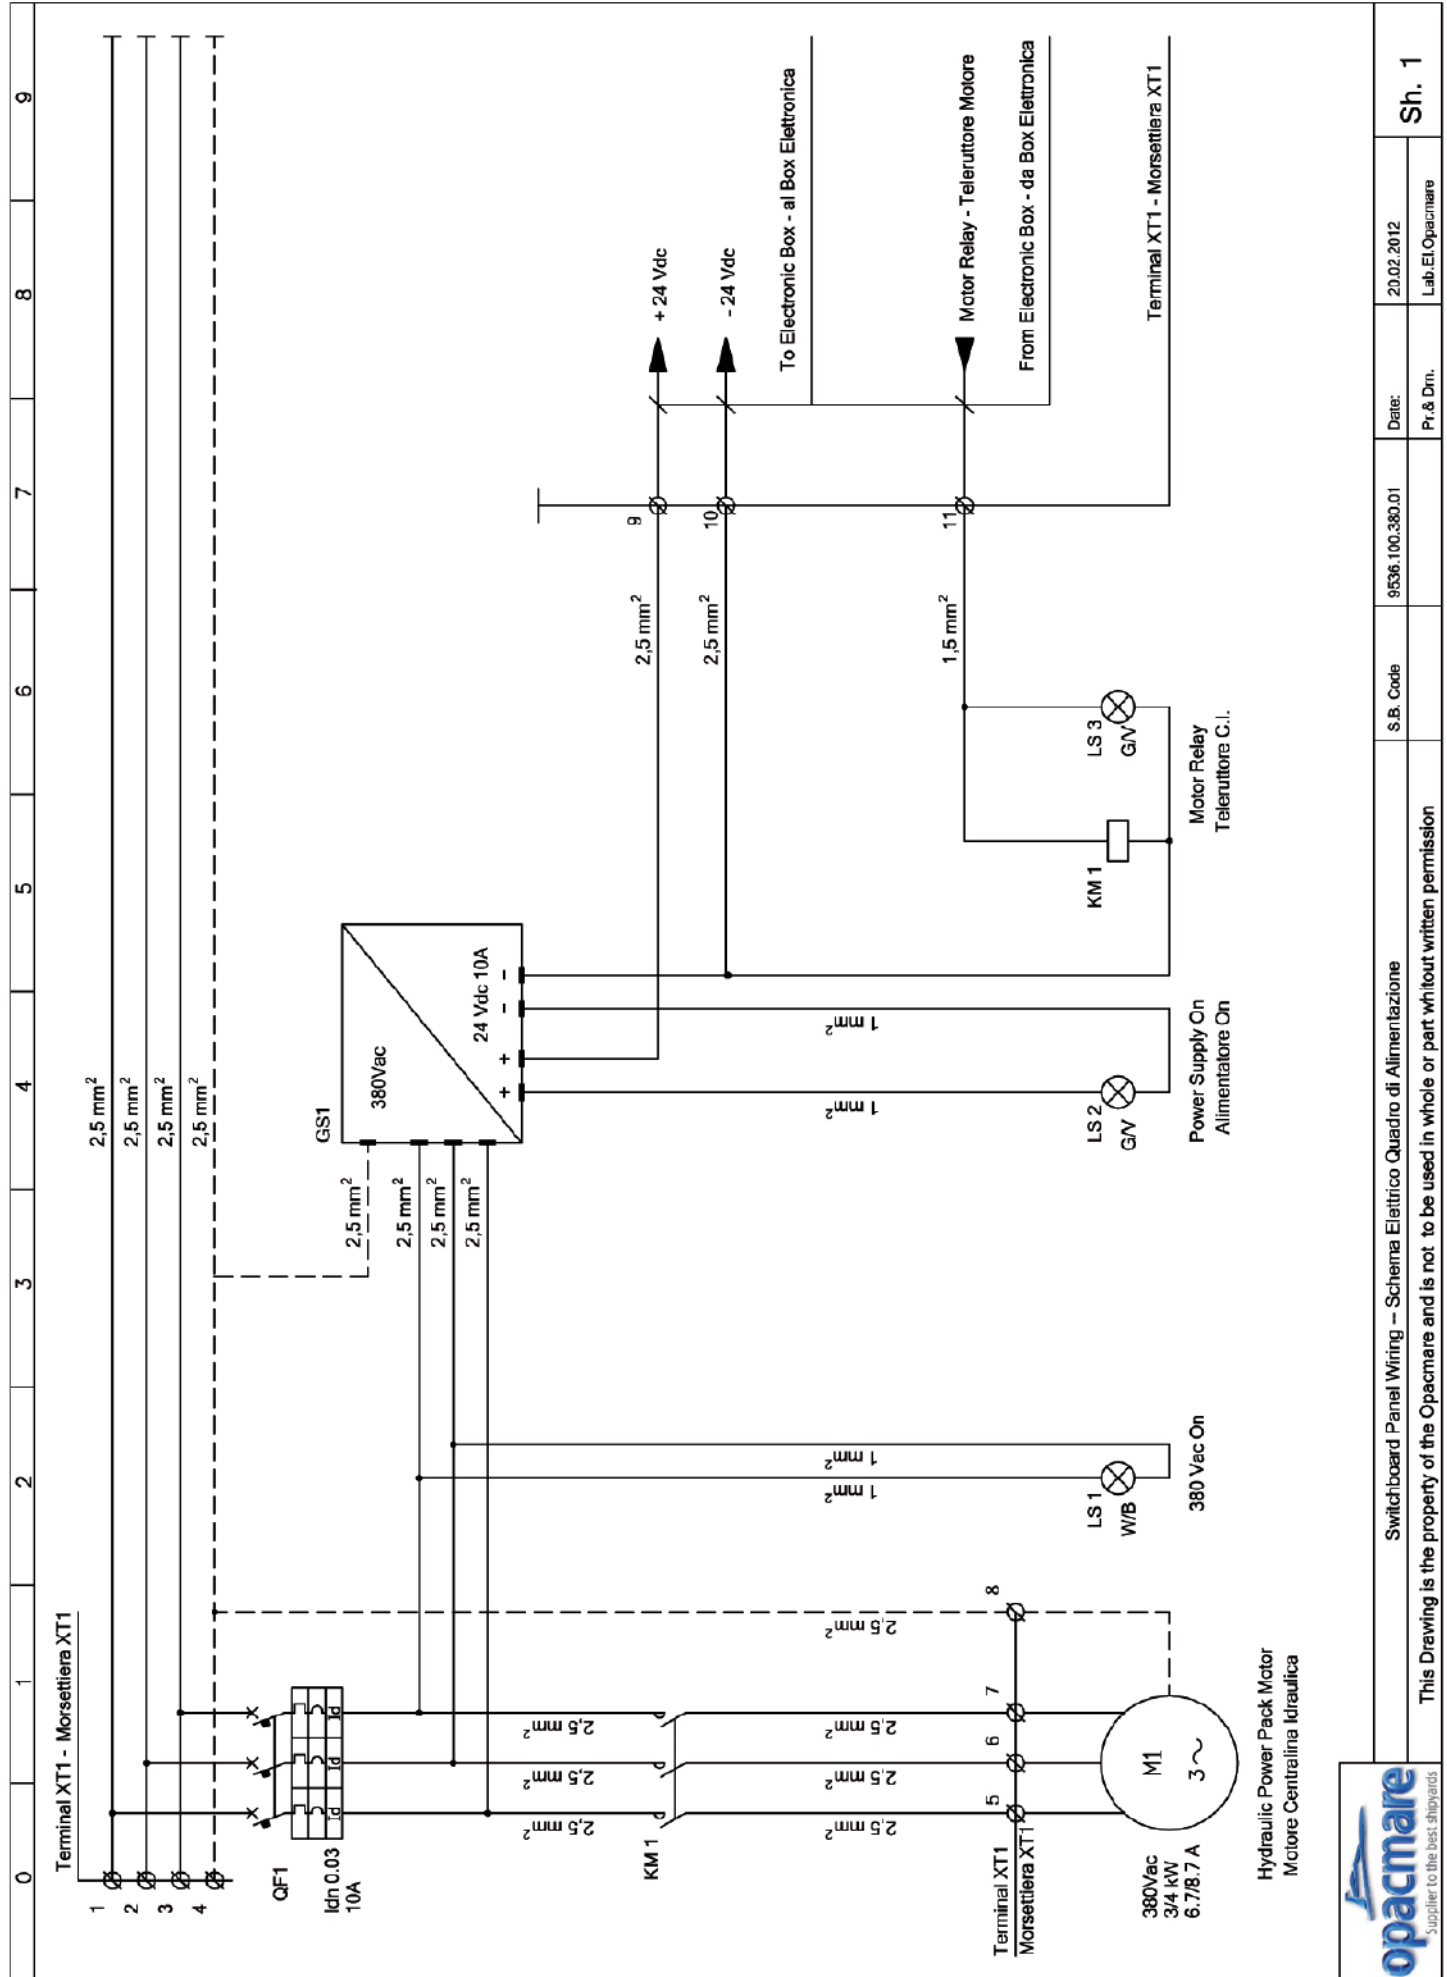 0 1 2 3 4 5 6 7 8 9
Terminal XT1 - Morsettiera XT1
1
2
3
4
2,5 mm²
2,5 mm²
2,5 mm²
2,5 mm²
QF1
Idn 0.03
10A
Id Id Id
GS1
380Vac
24 Vdc 10A
+ + - -
2,5 mm²
2,5 mm²
2,5 mm²
2,5 mm²
2,5 mm² 2,5 mm² 2,5 mm²
KM 1
2,5 mm² 2,5 mm² 2,5 mm² 2,5 mm²
1 mm² 1 mm²
1 mm² 1 mm²
Terminal XT1
Morsettiera XT1
5 6 7 8
M1
3
380Vac
3/4 kW
6.7/8.7 A
Hydraulic Power Pack Motor
Motore Centralina Idraulica
LS 1
W/B
380 Vac On
LS 2
G/V
Power Supply On
Alimentatore On
KM 1
LS 3
G/V
Motor Relay
Teleruttore C.I.
2,5 mm²
9
+ 24 Vdc
2,5 mm²
10
- 24 Vdc
To Electronic Box - al Box Elettronica
1,5 mm²
11
Motor Relay - Teleruttore Motore
From Electronic Box - da Box Elettronica
Terminal XT1 - Morsettiera XT1
opacmare
Supplier to the best shipyards
Switchboard Panel Wiring – Schema Elettrico Quadro di Alimentazione
S.B. Code
9536.100.380.01
Date:
20.02.2012
Sh. 1
This Drawing is the property of the Opacmare and is not to be used in whole or part whitout written permission
Pr.& Drn.
Lab.El.Opacmare